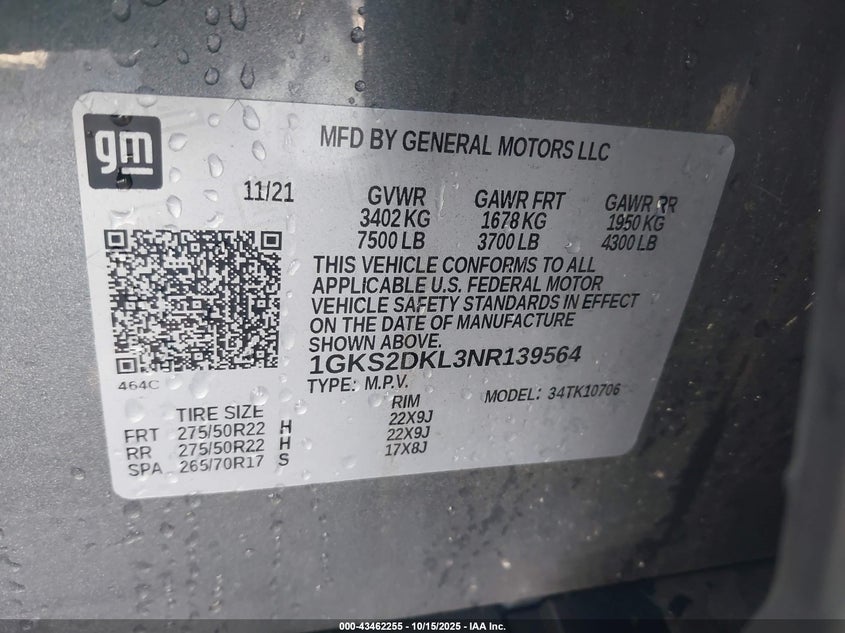 gm
MFD BY GENERAL MOTORS LLC
11/21 GVWR GAWR FRT GAWR RR
3402 KG 1678 KG 1950 KG
7500 LB 3700 LB 4300 LB
THIS VEHICLE CONFORMS TO ALL
APPLICABLE U.S. FEDERAL MOTOR
VEHICLE SAFETY STANDARDS IN EFFECT
ON THE DATE OF MANUFACTURE
SHOWN ABOVE.
1GKS2DKL3NR139564
464C
TYPE: M.P.V. MODEL: 34TK10706
TIRE SIZE RIM
FRT 275/50R22 H 22X9J
RR 275/50R22 H 22X9J
SPA 265/70R17 S 17X8J
000-43462255 - 10/15/2025 - IAA Inc.